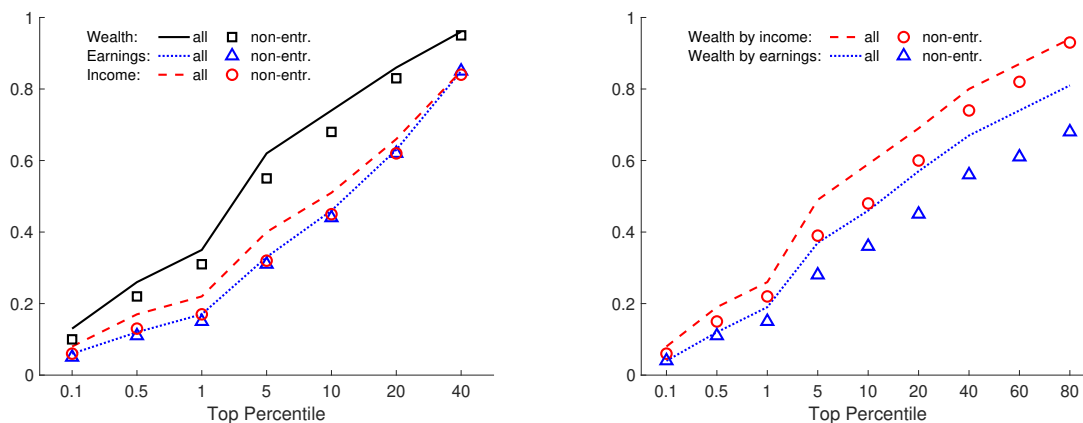 Wealth: all non-entr.
Earnings: all non-entr.
Income: all non-entr.
1
0.8
0.6
0.4
0.2
0
0.1 0.5 1 5 10 20 40
Top Percentile
Wealth by income: all non-entr.
Wealth by earnings: all non-entr.
1
0.8
0.6
0.4
0.2
0
0.1 0.5 1 5 10 20 40 60 80
Top Percentile